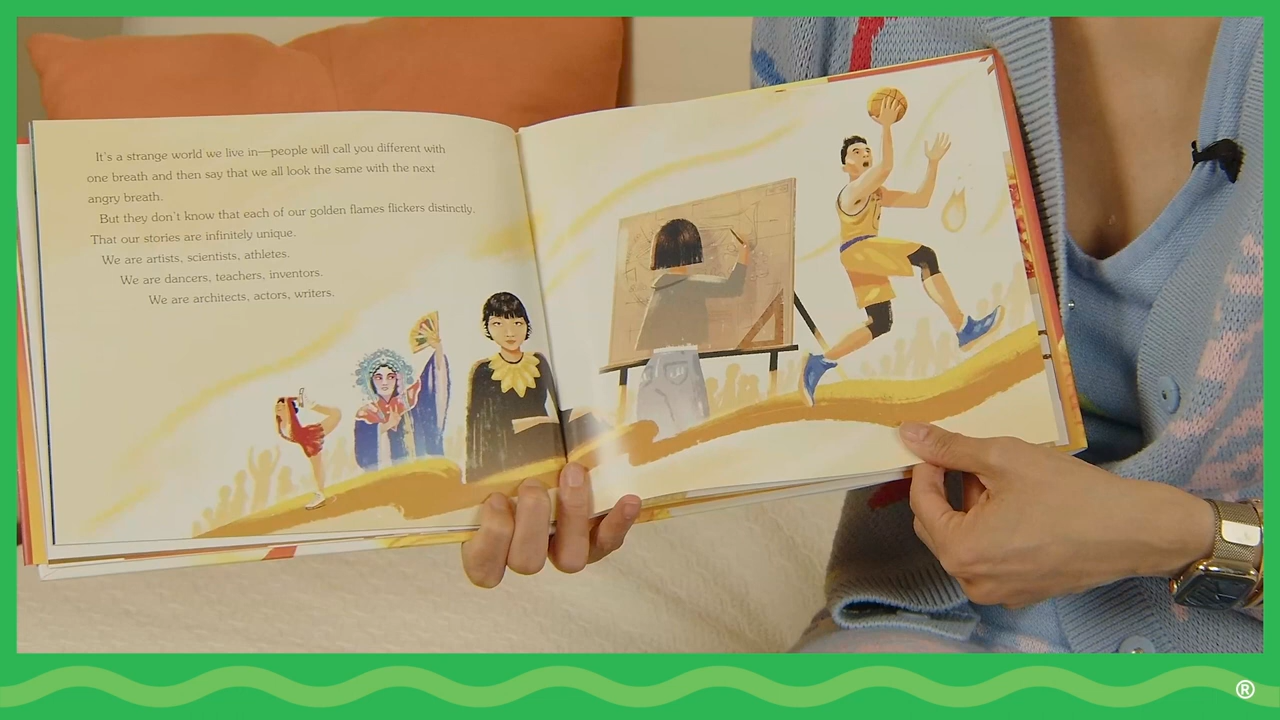 It's a strange world we live in—people will call you different with
one breath and then say that we all look the same with the next
angry breath.
But they don't know that each of our golden flames flickers distinctly.
That our stories are infinitely unique.
We are artists, scientists, athletes.
We are dancers, teachers, inventors.
We are architects, actors, writers.
®